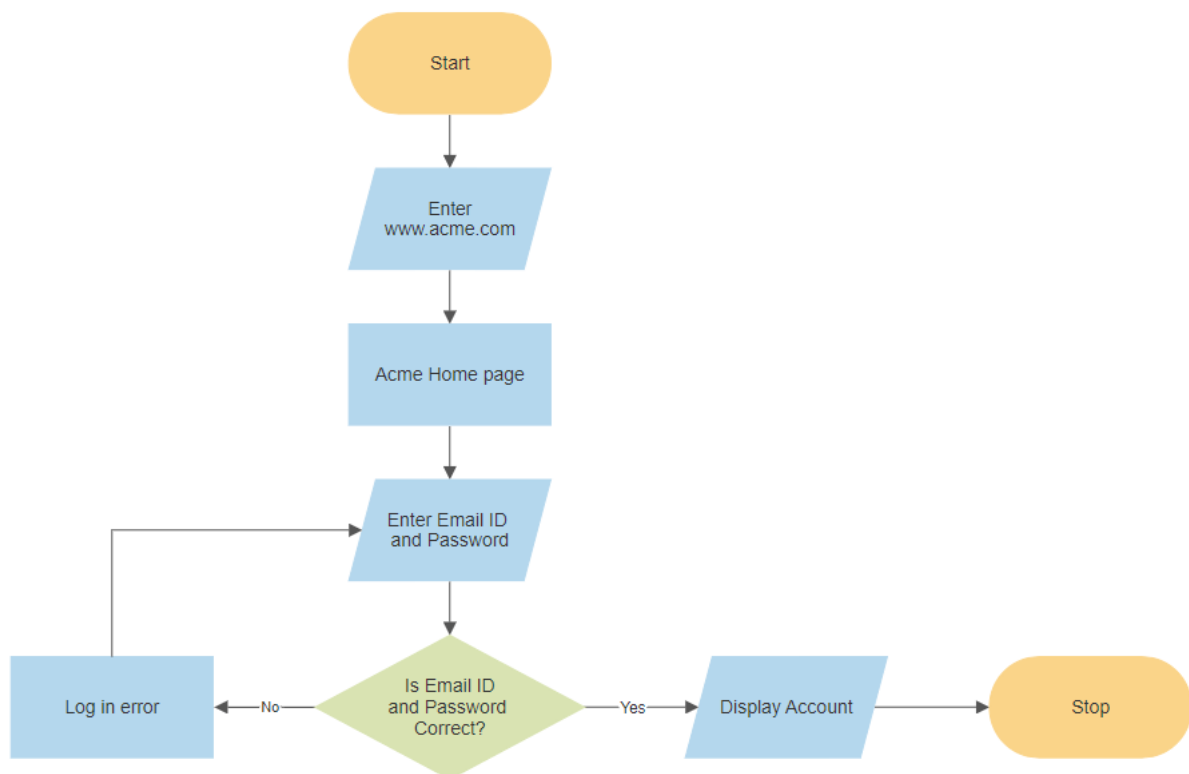 Start
Enter
www.acme.com
Acme Home page
Enter Email ID
and Password
Is Email ID
and Password
Correct?
No
Log in error
Yes
Display Account
Stop